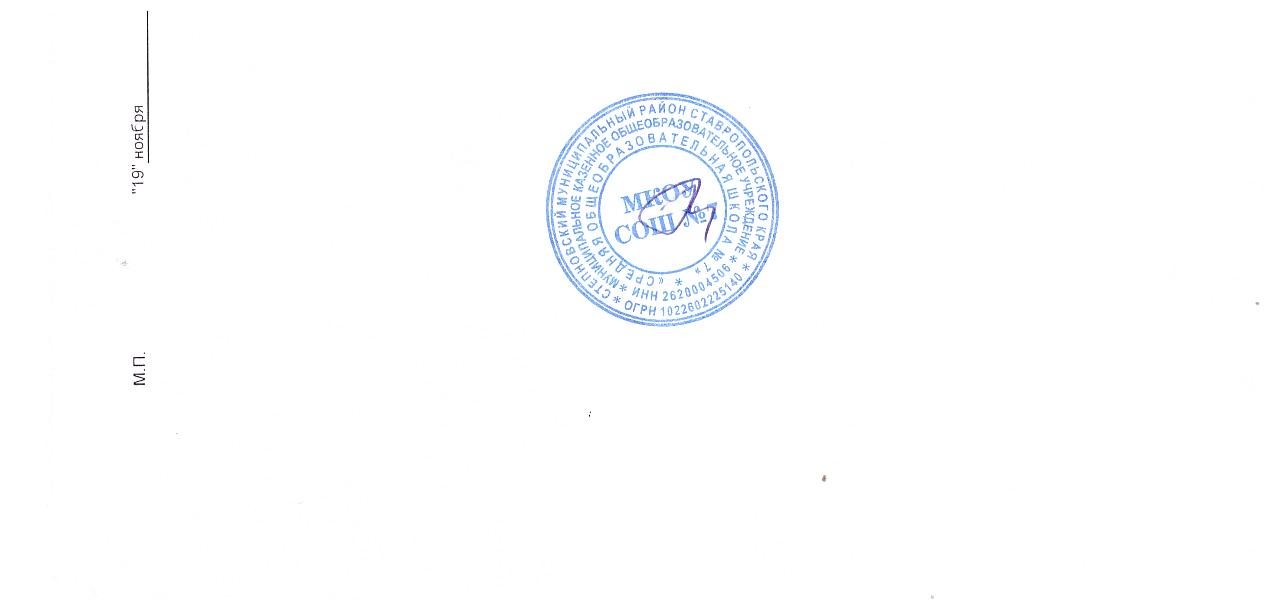 "19" ноября
М.П.
СТЕПНОВСКИЙ МУНИЦИПАЛЬНЫЙ РАЙОН СТАВРОПОЛЬСКОГО КРАЯ * ОГРН 1022602225140 *
МУНИЦИПАЛЬНОЕ КАЗЕННОЕ ОБЩЕОБРАЗОВАТЕЛЬНОЕ УЧРЕЖДЕНИЕ * ИНН 2620004506 *
«СРЕДНЯЯ ОБЩЕОБРАЗОВАТЕЛЬНАЯ ШКОЛА № 7» *
МКОУ
СОШ №7